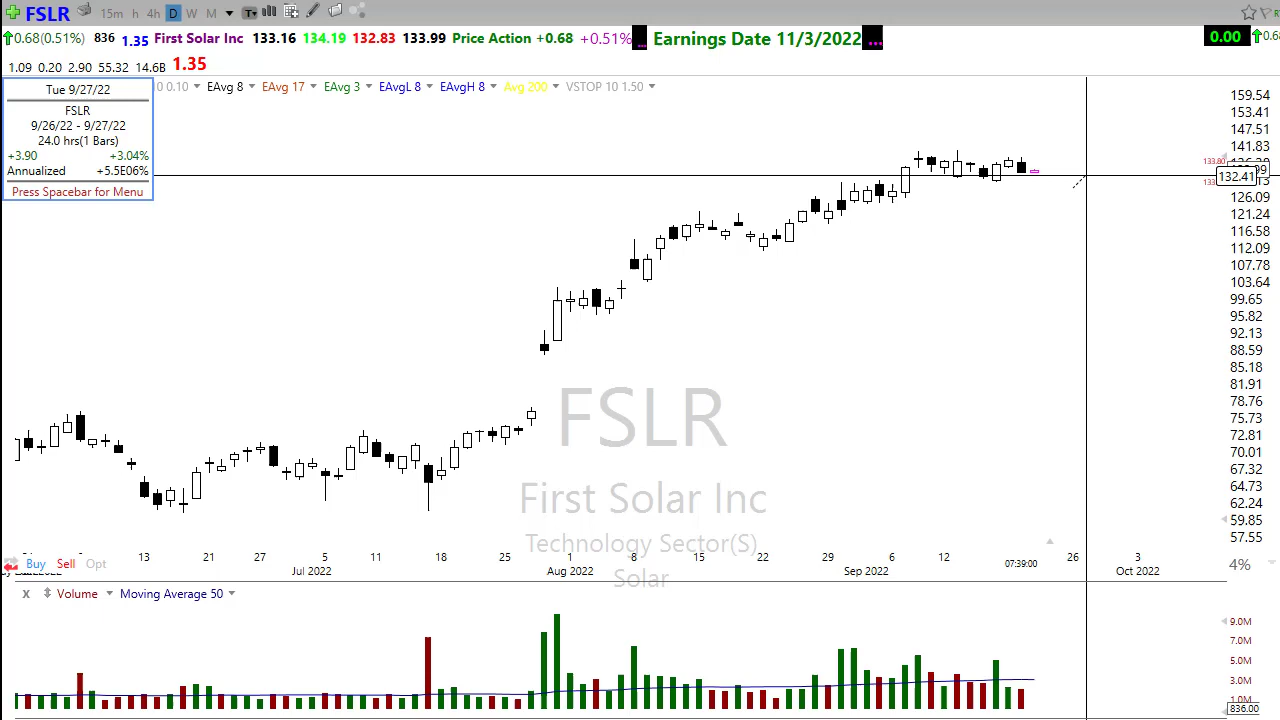 FSLR 15m h 4h D W M T
0.68(0.51%) 836 1.35 First Solar Inc 133.16 134.19 132.83 133.99 Price Action +0.68 +0.51% ... Earnings Date 11/3/2022 ... 0.00
1.09 0.20 2.90 55.32 14.6B 1.35
Tue 9/27/22
FSLR
9/26/22 - 9/27/22
24.0 hrs(1 Bars)
+3.90 +3.04%
Annualized +5.5E06%
Press Spacebar for Menu
0.10 EAvg 8 EAvg 17 EAvg 3 EAvgL 8 EAvgH 8 Avg 200 VSTOP 10 1.50
159.54
153.41
147.51
141.83
132.41
126.09
121.24
116.58
112.09
107.78
103.64
99.65
95.82
92.13
88.59
85.18
81.91
78.76
75.73
72.81
70.01
67.32
64.73
62.24
59.85
57.55
4%
FSLR
First Solar Inc
Technology Sector(S)
Solar
13 21 27 5 11 18 25 1 8 15 22 29 6 12 07:39:00 26 3
Buy Sell Opt
Jul 2022 Aug 2022 Sep 2022 Oct 2022
x Volume Moving Average 50
9.0M
7.0M
5.0M
3.0M
1.0M
836.00